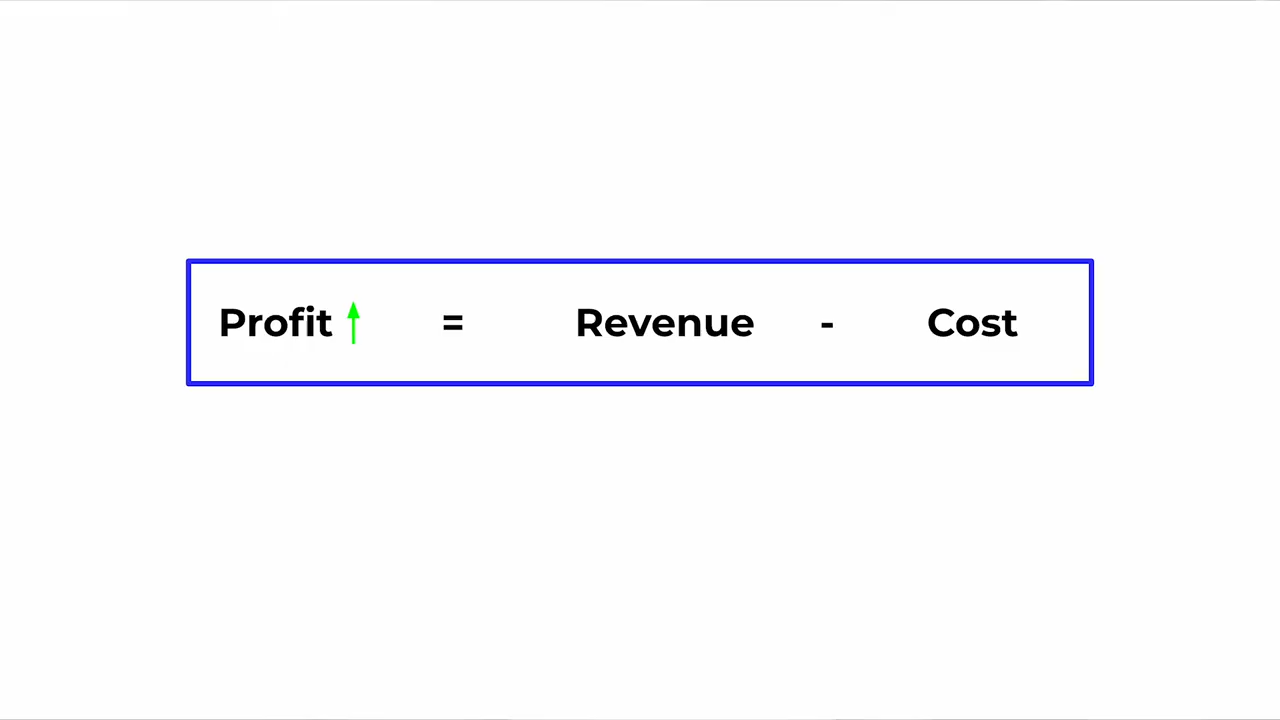 Profit = Revenue - Cost